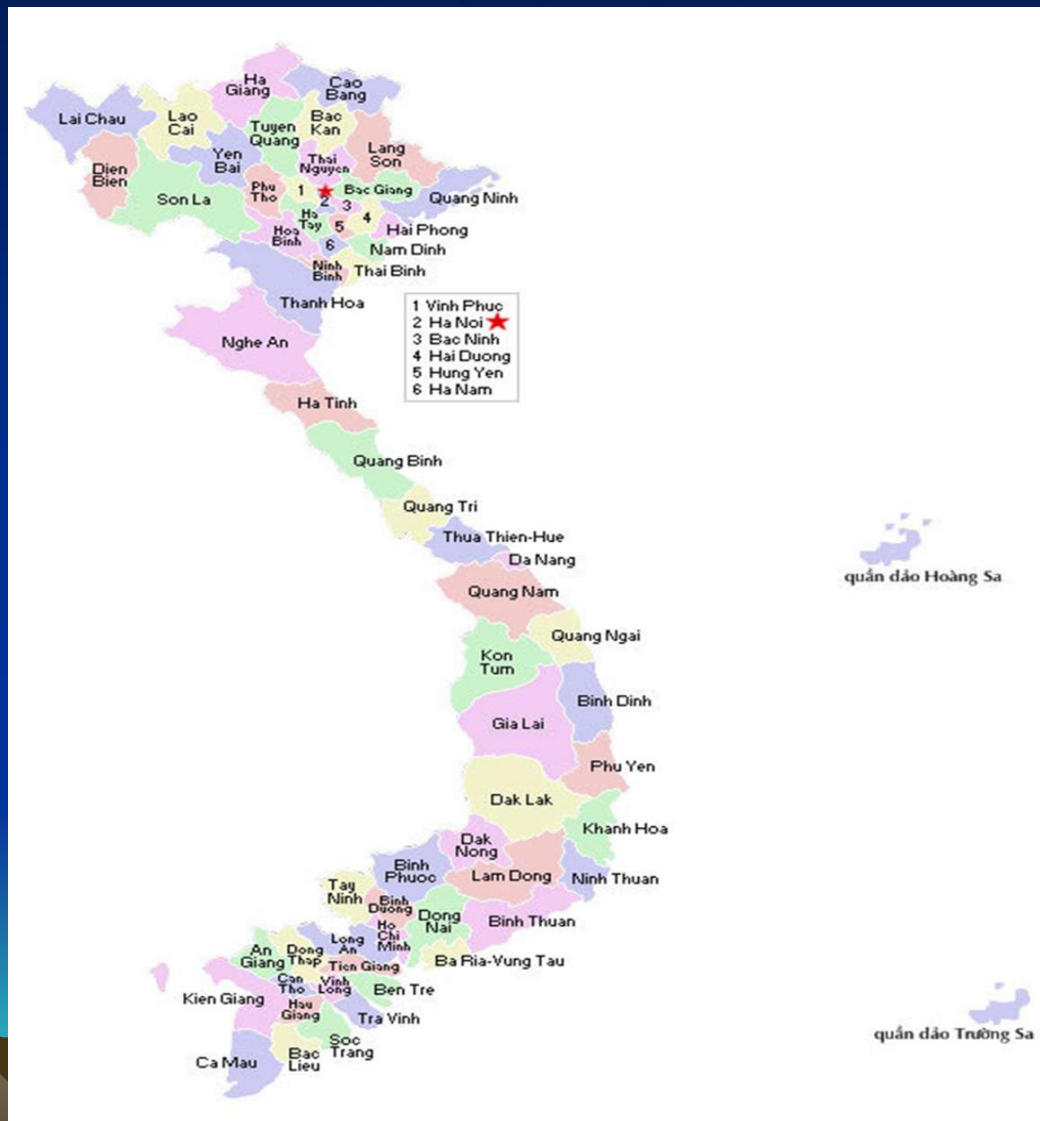 Ha
Giang
Cao
Bang
Lai Chau
Lao
Cai
Tuyen
Quang
Bac
Kan
Lang
Son
Yen
Bai
Thai
Nguyen
Dien
Bien
Son La
Phu
Tho
1
2
3
Bac Giang
Quang Ninh
Ha
Tay
5
4
Hai Phong
Hoa
Binh
6
Nam Dinh
Ninh
Binh
Thai Binh
Thanh Hoa
1 Vinh Phuc
2 Ha Noi
3 Bac Ninh
4 Hai Duong
5 Hung Yen
6 Ha Nam
Nghe An
Ha Tinh
Quang Binh
Quang Tri
Thua Thien-Hue
Da Nang
quần đảo Hoàng Sa
Quang Nam
Quang Ngai
Kon
Tum
Binh Dinh
Gia Lai
Phu Yen
Dak Lak
Khanh Hoa
Dak
Nong
Binh
Phuoc
Lam Dong
Ninh Thuan
Tay
Ninh
Binh
Duong
Dong
Nai
Binh Thuan
Ho
Chi
Minh
Long
An
An
Giang
Dong
Thap
Tien Giang
Ba Ria-Vung Tau
Can
Tho
Vinh
Long
Ben Tre
Kien Giang
Hau
Giang
Tra Vinh
Soc
Trang
Bac
Lieu
Ca Mau
quần đảo Trường Sa